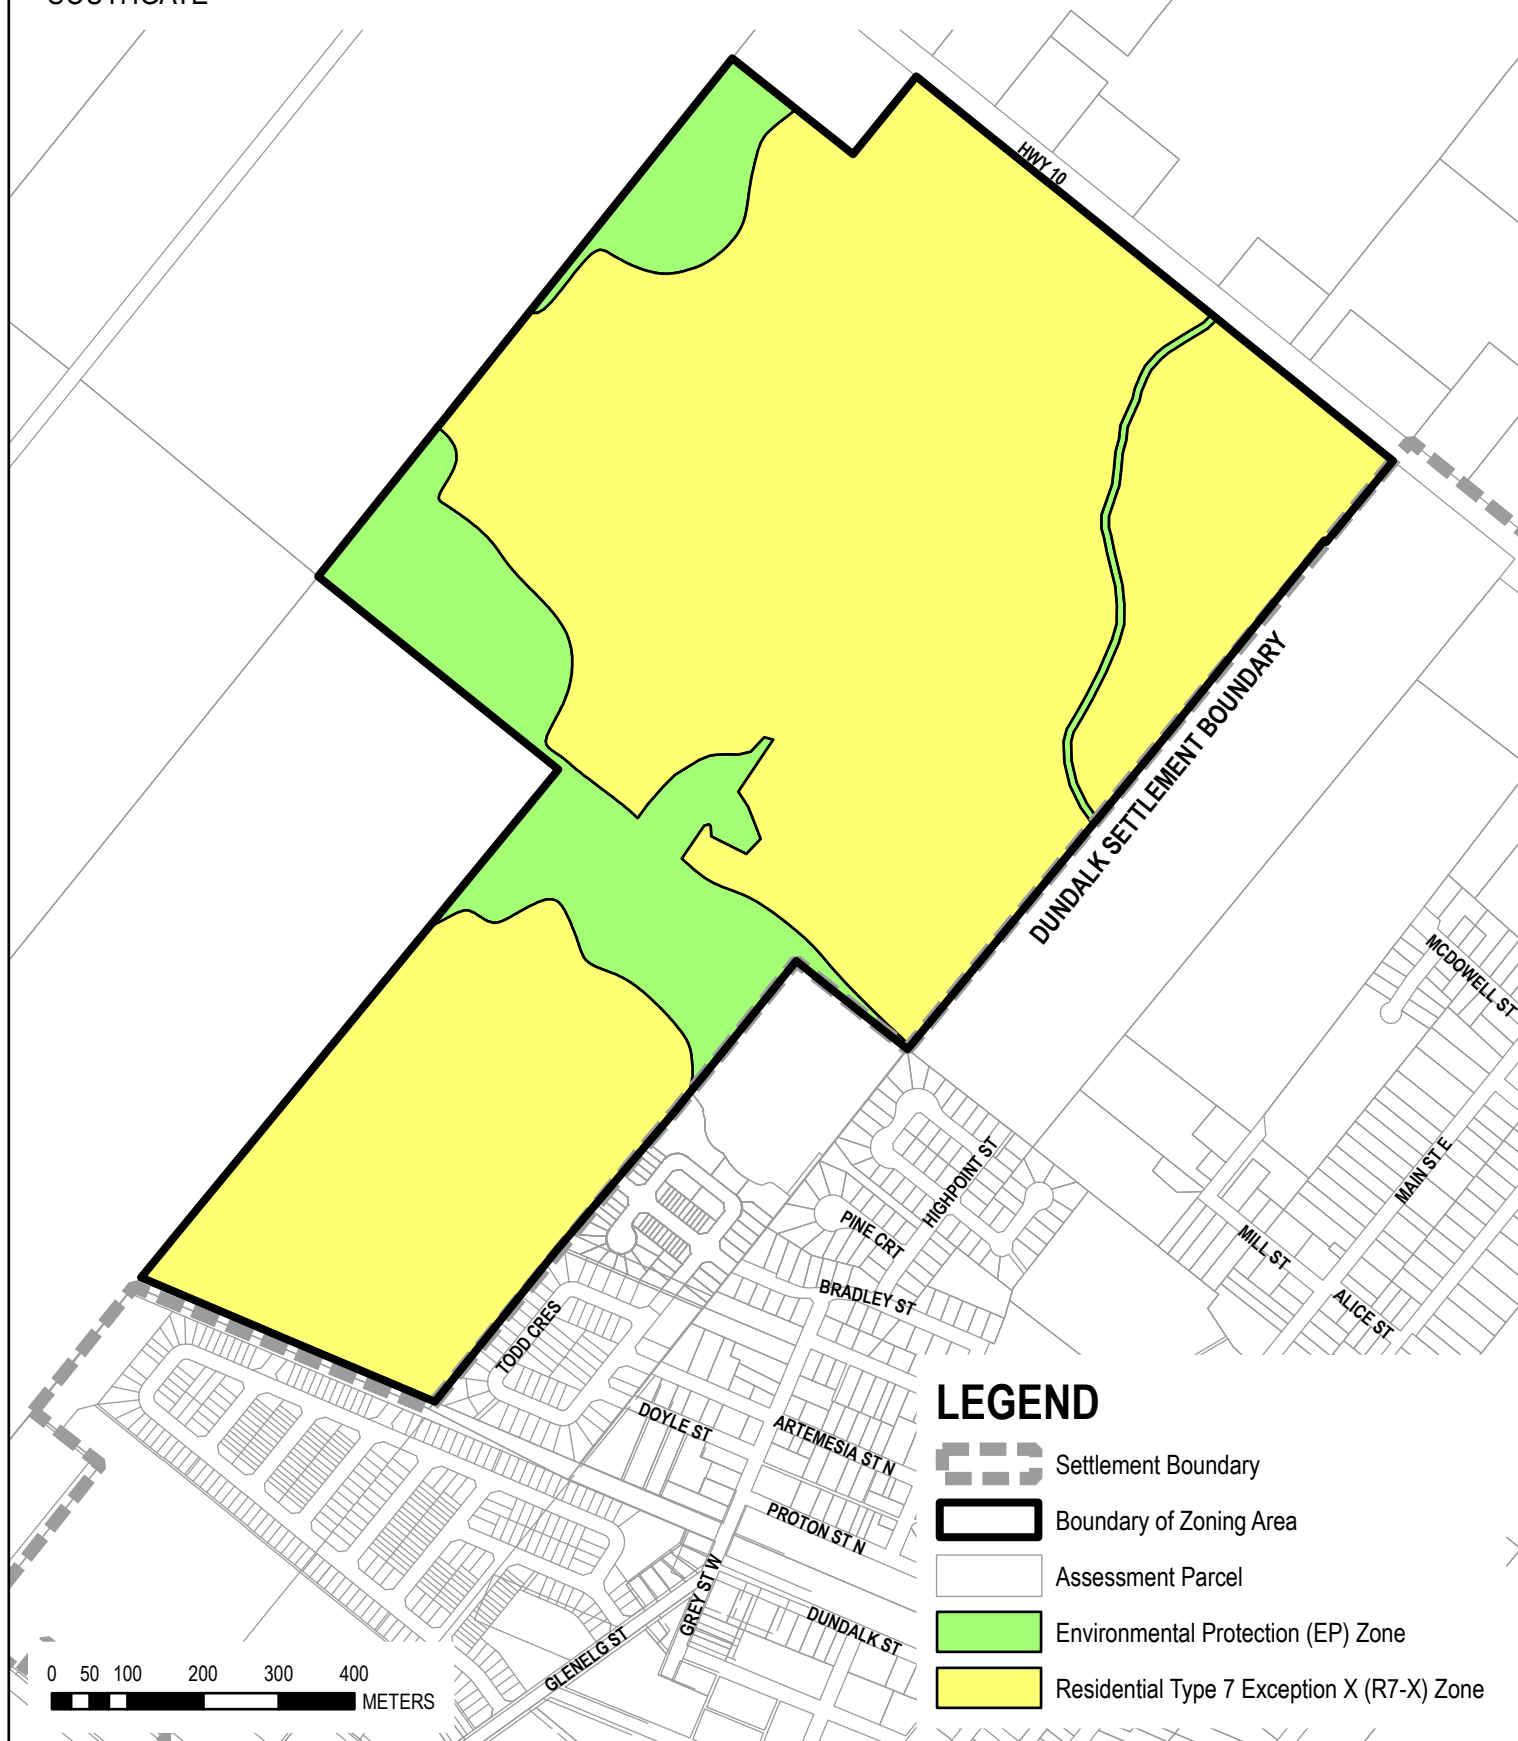 SOUTHGATE
HWY 10
DUNDALK SETTLEMENT BOUNDARY
MCDOWELL ST
MAIN ST E
HIGHPOINT ST
PINE CRT
MILL ST
BRADLEY ST
ALICE ST
TODD CRES
DOYLE ST
ARTEMESIA ST N
PROTON ST N
GREY ST W
DUNDALK ST
GLENELG ST
LEGEND
Settlement Boundary
Boundary of Zoning Area
Assessment Parcel
Environmental Protection (EP) Zone
Residential Type 7 Exception X (R7-X) Zone
0 50 100 200 300 400
METERS